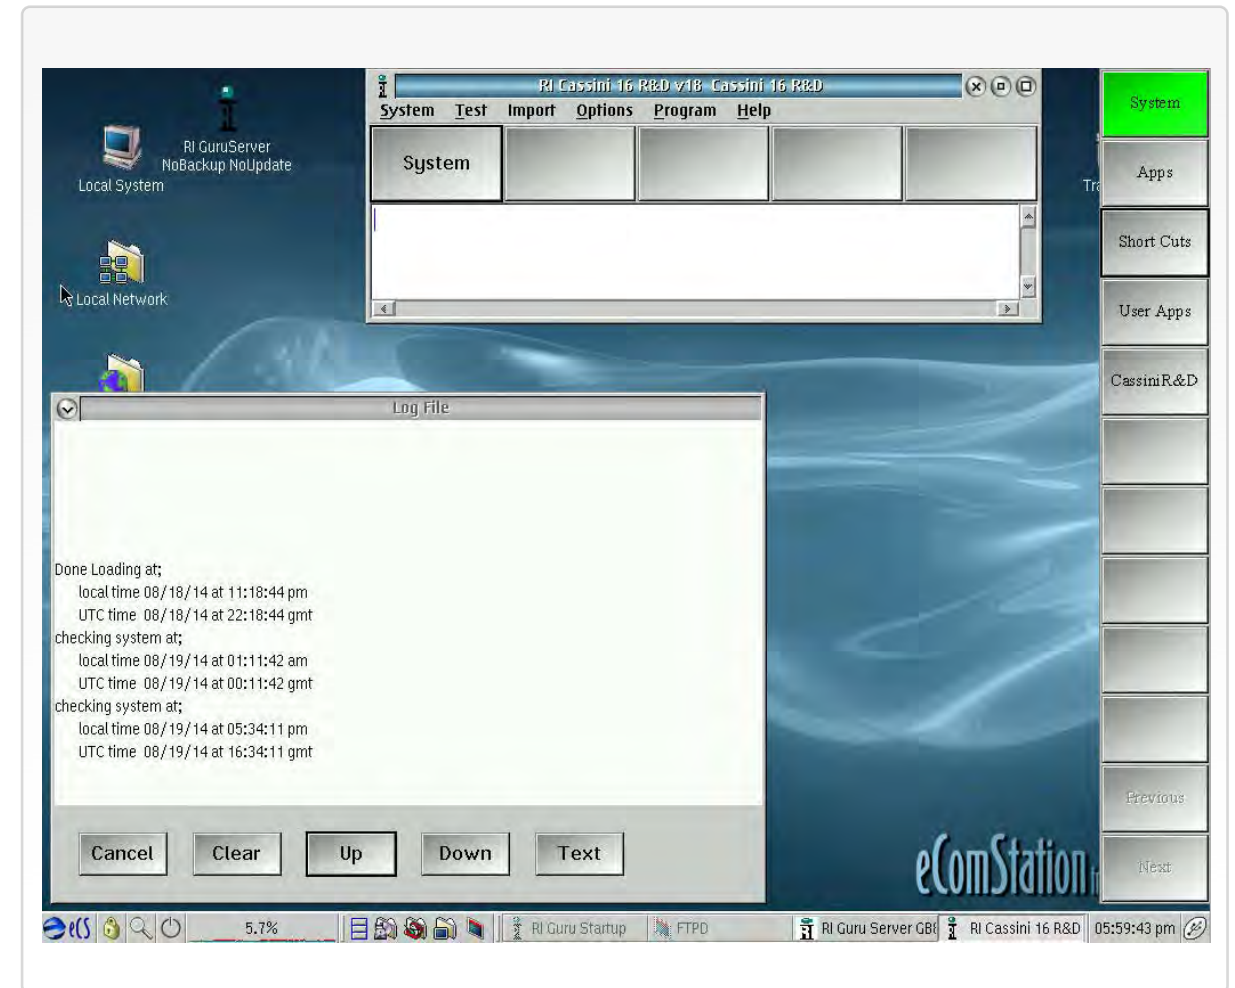 RI Cassini 16 R&D v18 Cassini 16 R&D
System Test Import Options Program Help
System
RI GuruServer
NoBackup NoUpdate
Local System
Local Network
System
Apps
Short Cuts
User Apps
CassiniR&D
Previous
Next
Log File
Done Loading at;
local time 08/18/14 at 11:18:44 pm
UTC time 08/18/14 at 22:18:44 gmt
checking system at;
local time 08/19/14 at 01:11:42 am
UTC time 08/19/14 at 00:11:42 gmt
checking system at;
local time 08/19/14 at 05:34:11 pm
UTC time 08/19/14 at 16:34:11 gmt
Cancel Clear Up Down Text
eComStation
eCS 5.7% RI Guru Startup FTPD RI Guru Server RI Cassini 16 R&D 05:59:43 pm